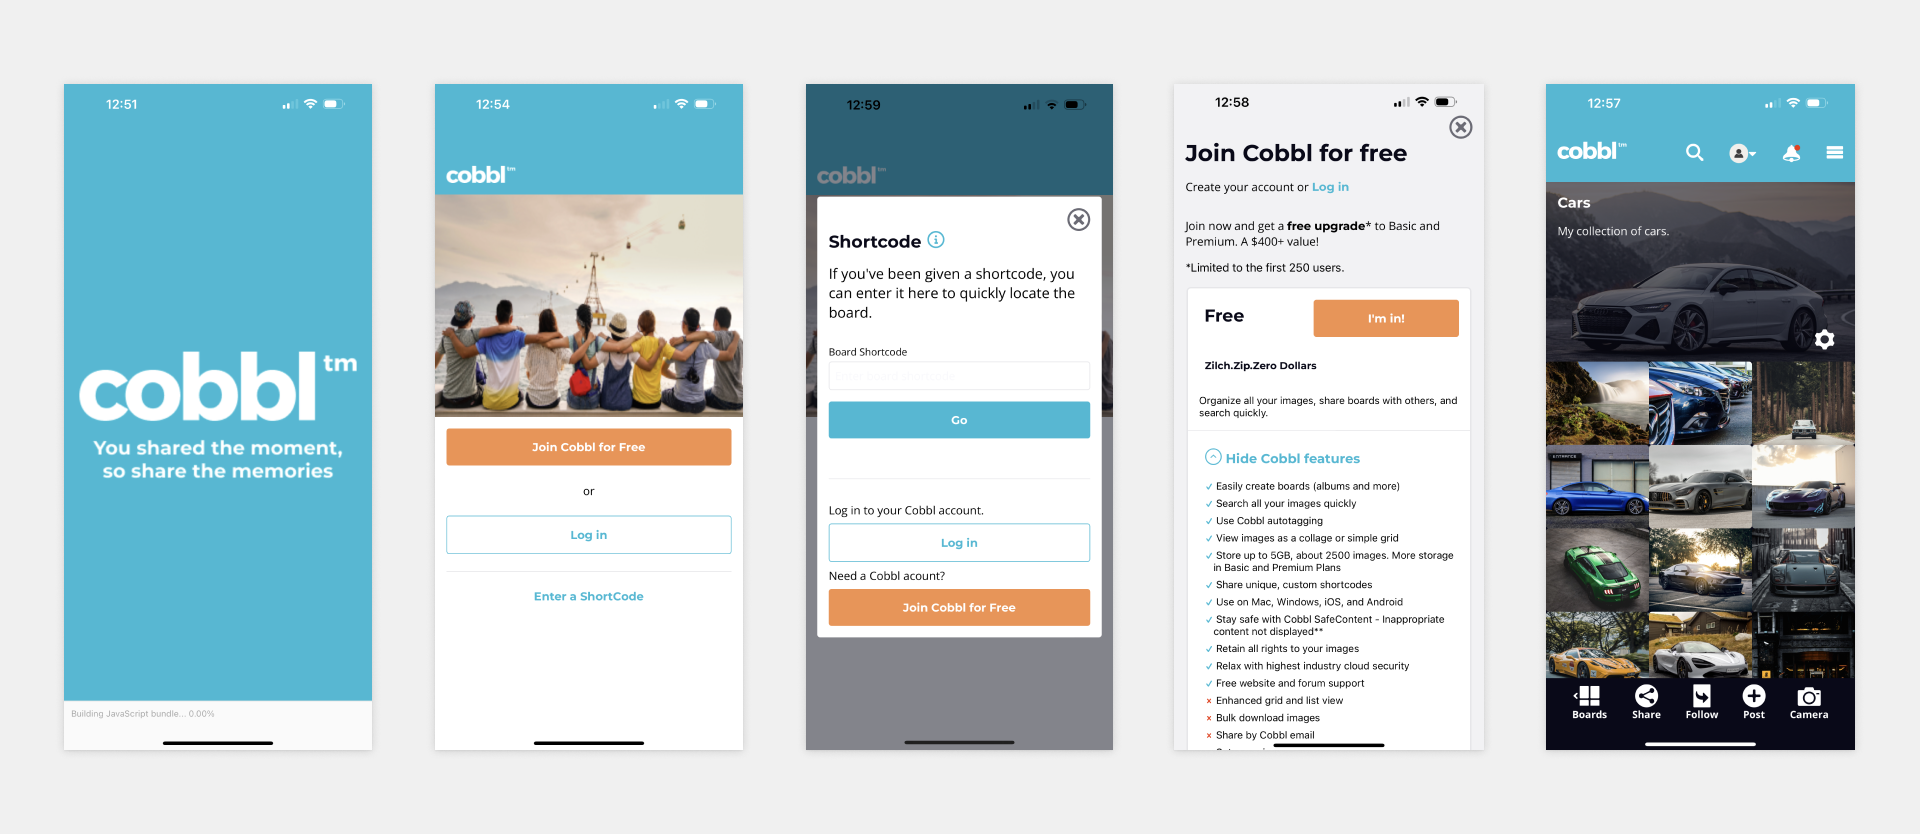 12:51
cobbl™
You shared the moment,
so share the memories
Building JavaScript bundle... 0.00%
12:54
cobbl™
Join Cobbl for Free
or
Log in
Enter a ShortCode
12:59
cobbl™
Shortcode
If you've been given a shortcode, you
can enter it here to quickly locate the
board.
Board Shortcode
Go
Log in to your Cobbl account.
Log in
Need a Cobbl acount?
Join Cobbl for Free
12:58
Join Cobbl for free
Create your account or Log in
Join now and get a free upgrade* to Basic and
Premium. A $400+ value!
*Limited to the first 250 users.
Free
I'm in!
Zilch.Zip.Zero Dollars
Organize all your images, share boards with others, and
search quickly.
Hide Cobbl features
✓ Easily create boards (albums and more)
✓ Search all your images quickly
✓ Use Cobbl autotagging
✓ View images as a collage or simple grid
✓ Store up to 5GB, about 2500 images. More storage
in Basic and Premium Plans
✓ Share unique, custom shortcodes
✓ Use on Mac, Windows, iOS, and Android
✓ Stay safe with Cobbl SafeContent - Inappropriate
content not displayed**
✓ Retain all rights to your images
✓ Relax with highest industry cloud security
✓ Free website and forum support
× Enhanced grid and list view
× Bulk download images
× Share by Cobbl email
12:57
cobbl™
Cars
My collection of cars.
ENTRANCE
Boards
Share
Follow
Post
Camera